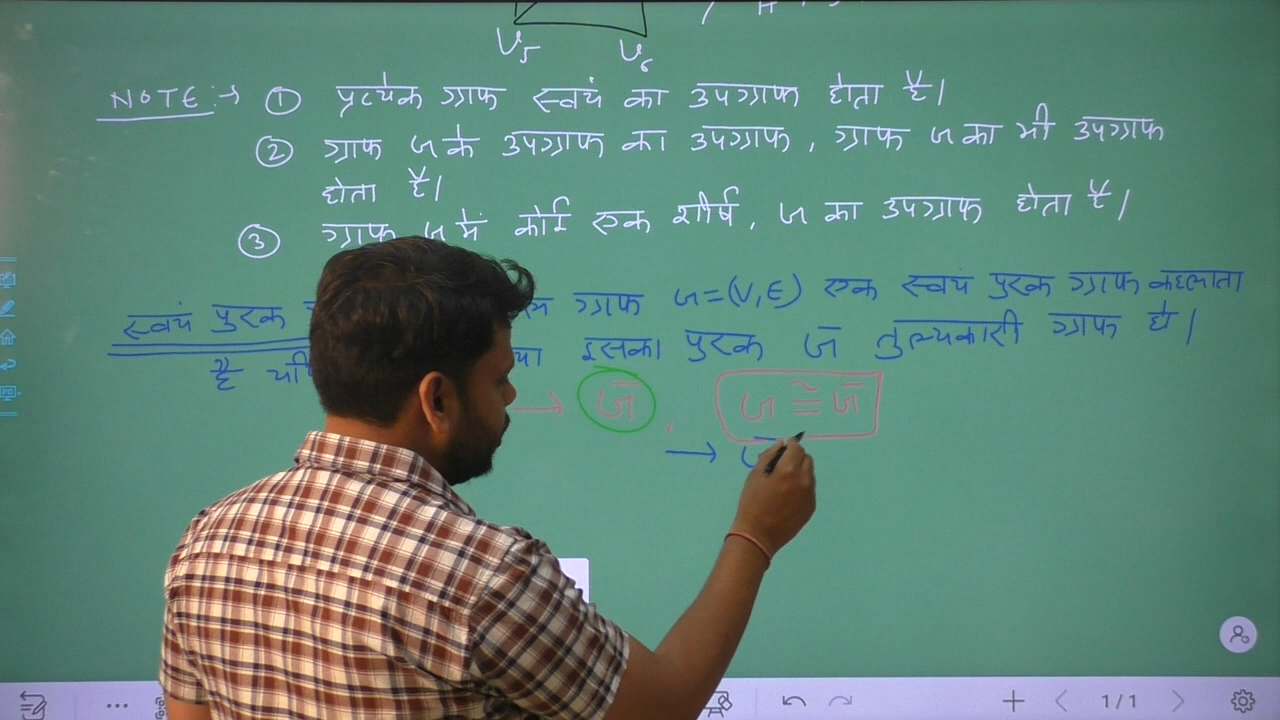 V₅ V₆
NOTE:→ ① प्रत्येक ग्राफ स्वयं का उपग्राफ होता है।
② ग्राफ G के उपग्राफ का उपग्राफ, ग्राफ G का भी उपग्राफ
होता है।
③ ग्राफ G में कोई एक शीर्ष, G का उपग्राफ होता है।
स्वयं पुरक ग्राफ G=(V,E) एक स्वयं पुरक ग्राफ कहलाता
है इसका पुरक G̅ तुल्यकारी ग्राफ हो।
→ G̅, G ≅ G̅
→
1/1